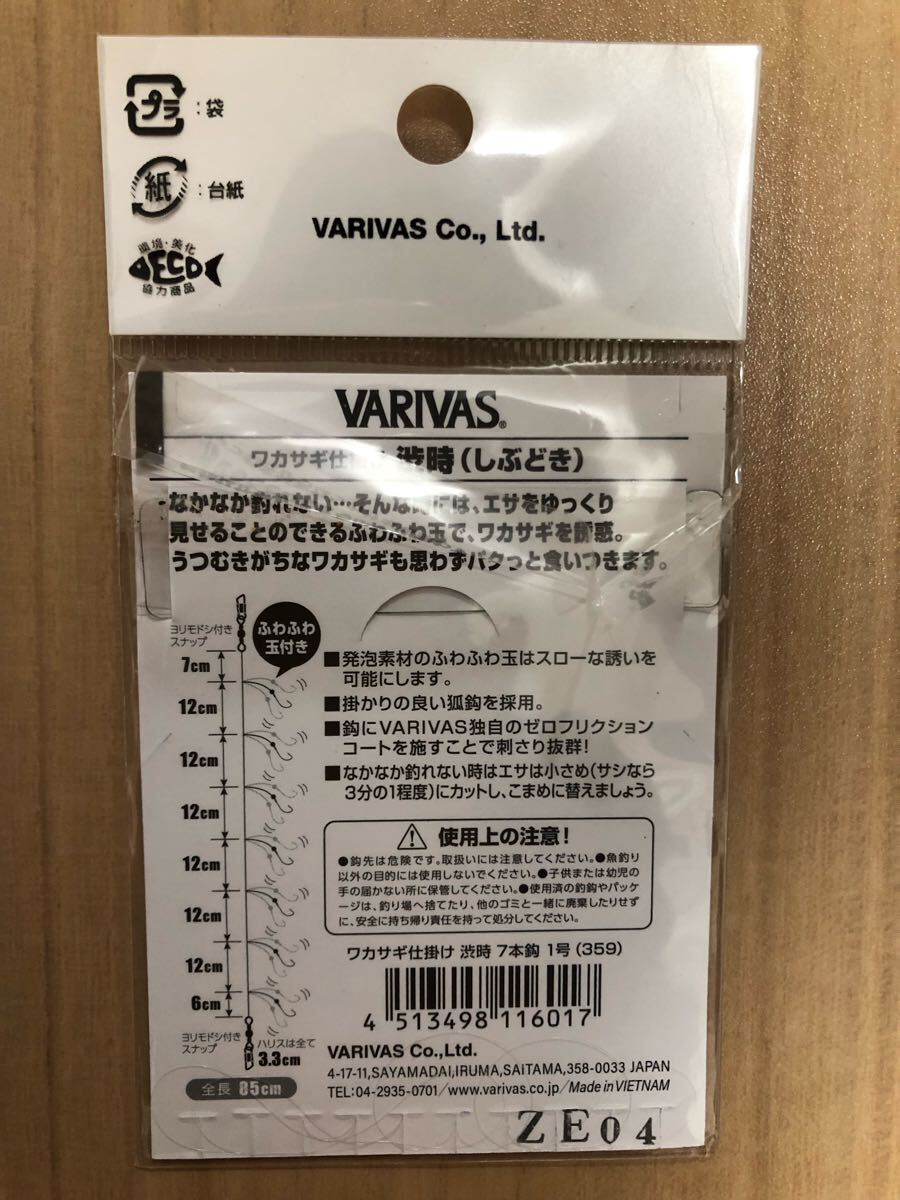 プラ
:袋
紙
:台紙
環境・美化
DECO
協力商品
VARIVAS Co., Ltd.
VARIVAS®
ワカサギ仕 渋時(しぶどき)
なかなか釣れない…そんな時には、エサをゆっくり
見せることのできるふわふわ玉で、ワカサギを誘惑。
うつむきがちなワカサギも思わずパクっと食いつきます。
ヨリモドシ付き
スナップ
ふわふわ
玉付き
7cm
12cm
12cm
12cm
12cm
12cm
12cm
6cm
ヨリモドシ付き
スナップ
ハリスは全て
3.3cm
全長 85cm
■発泡素材のふわふわ玉はスローな誘いを
可能にします。
■掛かりの良い狐鈎を採用。
■鈎にVARIVAS独自のゼロフリクション
コートを施すことで刺さり抜群!
■なかなか釣れない時はエサは小さめ(サシなら
3分の1程度)にカットし、こまめに替えましょう。
使用上の注意!
●鈎先は危険です。取扱いには注意してください。●魚釣り
以外の目的には使用しないでください。●子供または幼児の
手の届かない所に保管してください。●使用済の釣鈎やパッケ
ージは、釣り場へ捨てたり、他のゴミと一緒に廃棄したりせず
に、安全に持ち帰り責任を持って処分してください。
ワカサギ仕掛け 渋時 7本鈎 1号(359)
4 513498 116017
VARIVAS Co.,Ltd.
4-17-11,SAYAMADAI,IRUMA,SAITAMA,358-0033 JAPAN
TEL:04-2935-0701/www.varivas.co.jp/Made in VIETNAM
ZE04